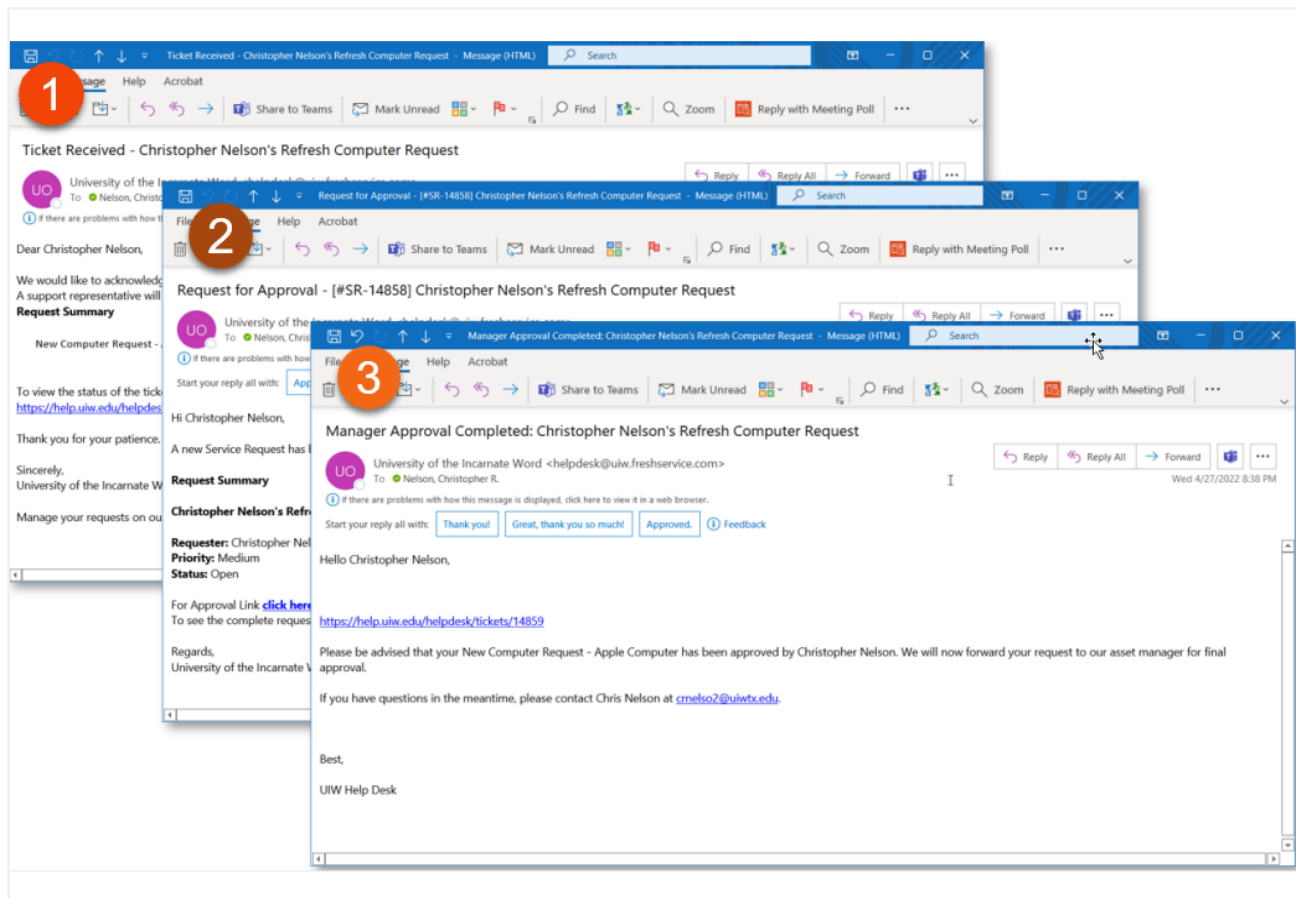 Ticket Received - Christopher Nelson's Refresh Computer Request - Message (HTML)
Search
1
Help Acrobat
Share to Teams Mark Unread Find Zoom Reply with Meeting Poll ...
Ticket Received - Christopher Nelson's Refresh Computer Request
Reply Reply All Forward ...
UO
University of the
To Nelson,
If there are problems with how
Dear Christopher Nelson,
We would like to
A support representative will
Request Summary
New Computer Request -
To view the status of the
https://help.uiw.edu/
Thank you for your patience.
Sincerely,
University of the Incarnate
Manage your requests on
Request for Approval - [#SR-14858] Christopher Nelson's Refresh Computer Request - Message (HTML)
Search
2
Help Acrobat
Share to Teams Mark Unread Find Zoom Reply with Meeting Poll ...
Request for Approval - [#SR-14858] Christopher Nelson's Refresh Computer Request
Reply Reply All Forward ...
UO
University of the
To Nelson,
If there are problems with how
Start your reply all with:
Hi Christopher Nelson,
A new Service Request has
Request Summary
Christopher Nelson's
Requester: Christopher
Priority: Medium
Status: Open
For Approval Link click here
To see the complete
Regards,
University of the Incarnate
Manager Approval Completed: Christopher Nelson's Refresh Computer Request - Message (HTML)
Search
3
Help Acrobat
Share to Teams Mark Unread Find Zoom Reply with Meeting Poll ...
Manager Approval Completed: Christopher Nelson's Refresh Computer Request
Reply Reply All Forward ...
UO
University of the Incarnate Word <helpdesk@uiw.freshservice.com>
To Nelson, Christopher R.
Wed 4/27/2022 8:38 PM
If there are problems with how this message is displayed, click here to view it in a web browser.
Start your reply all with: Thank you! Great, thank you so much! Approved. Feedback
Hello Christopher Nelson,
https://help.uiw.edu/helpdesk/tickets/14859
Please be advised that your New Computer Request - Apple Computer has been approved by Christopher Nelson. We will now forward your request to our asset manager for final
approval.
If you have questions in the meantime, please contact Chris Nelson at crnelso2@uiwtx.edu.
Best,
UIW Help Desk